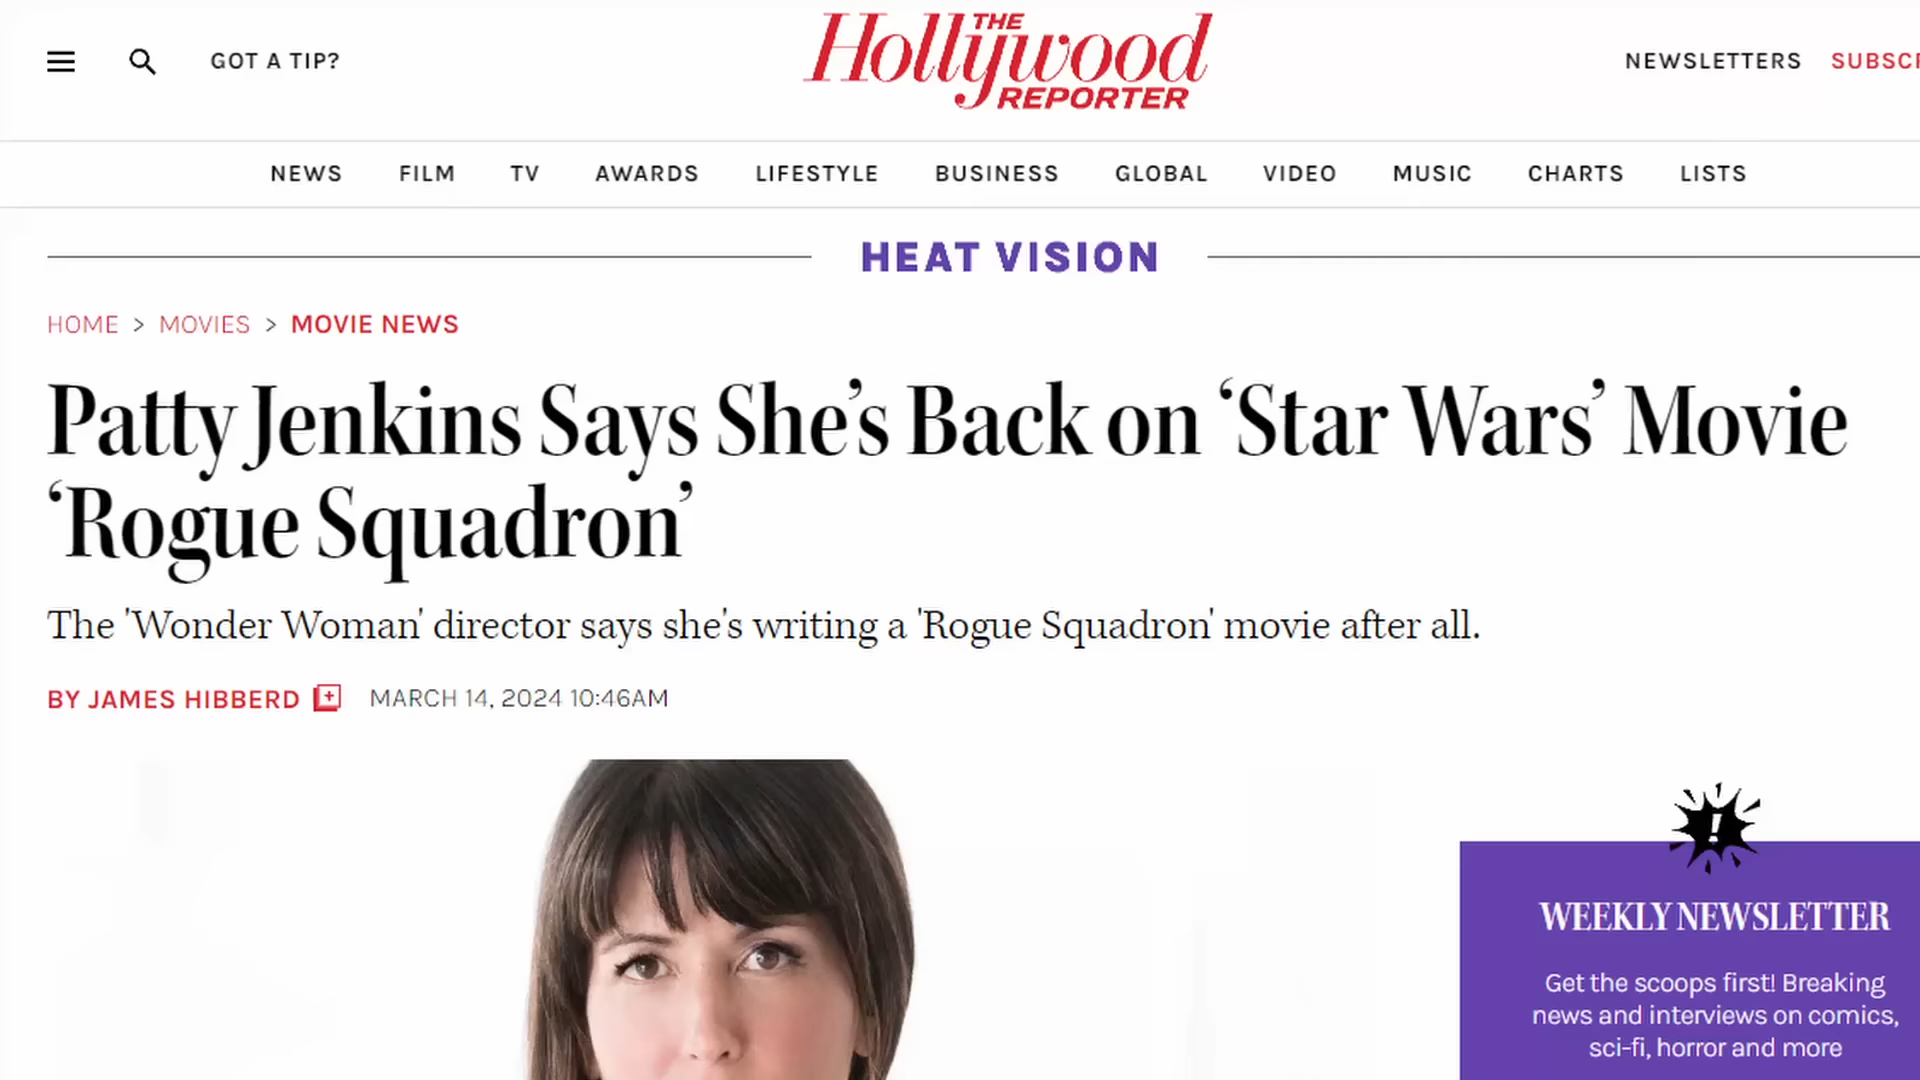 GOT A TIP?
THE
Hollywood
REPORTER
NEWSLETTERS
SUBSCR
NEWS FILM TV AWARDS LIFESTYLE BUSINESS GLOBAL VIDEO MUSIC CHARTS LISTS
HEAT VISION
HOME > MOVIES > MOVIE NEWS
Patty Jenkins Says She’s Back on ‘Star Wars’ Movie
‘Rogue Squadron’
The 'Wonder Woman' director says she's writing a 'Rogue Squadron' movie after all.
BY JAMES HIBBERD MARCH 14, 2024 10:46AM
!
WEEKLY NEWSLETTER
Get the scoops first! Breaking
news and interviews on comics,
sci-fi, horror and more